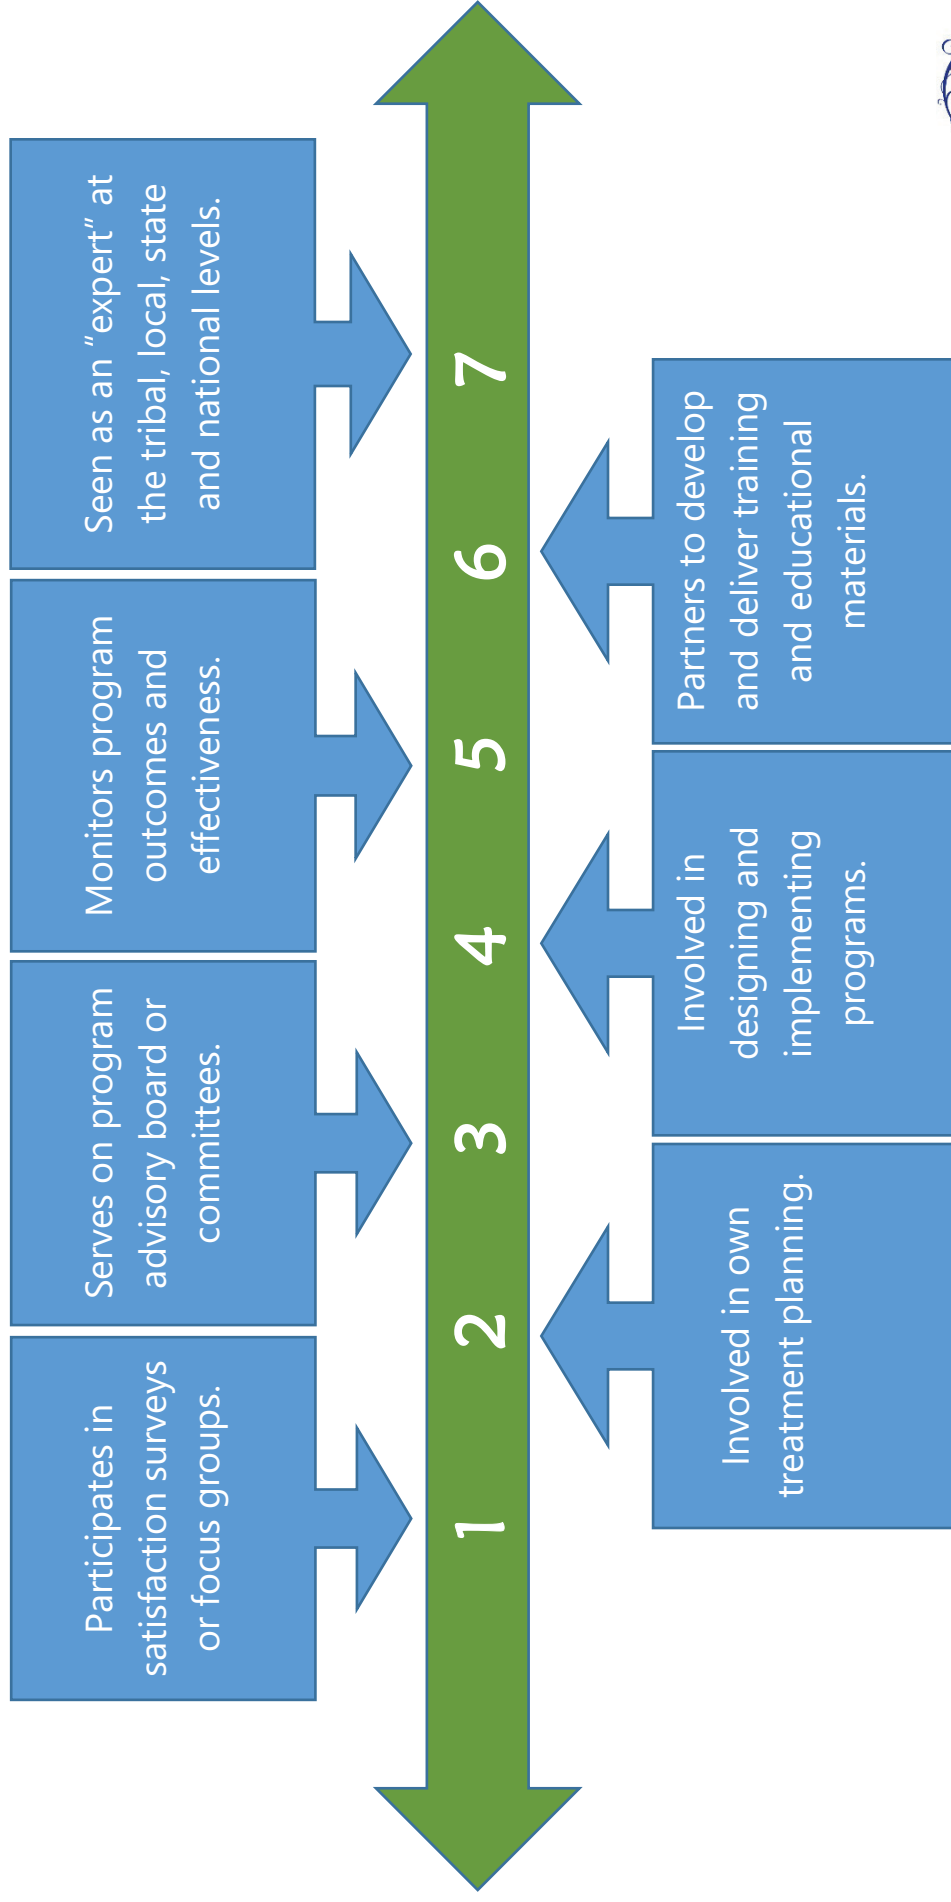 Participates in
satisfaction surveys
or focus groups.
Serves on program
advisory board or
committees.
Monitors program
outcomes and
effectiveness.
Seen as an "expert" at
the tribal, local, state
and national levels.
1 2 3 4 5 6 7
Involved in own
treatment planning.
Involved in
designing and
implementing
programs.
Partners to develop
and deliver training
and educational
materials.